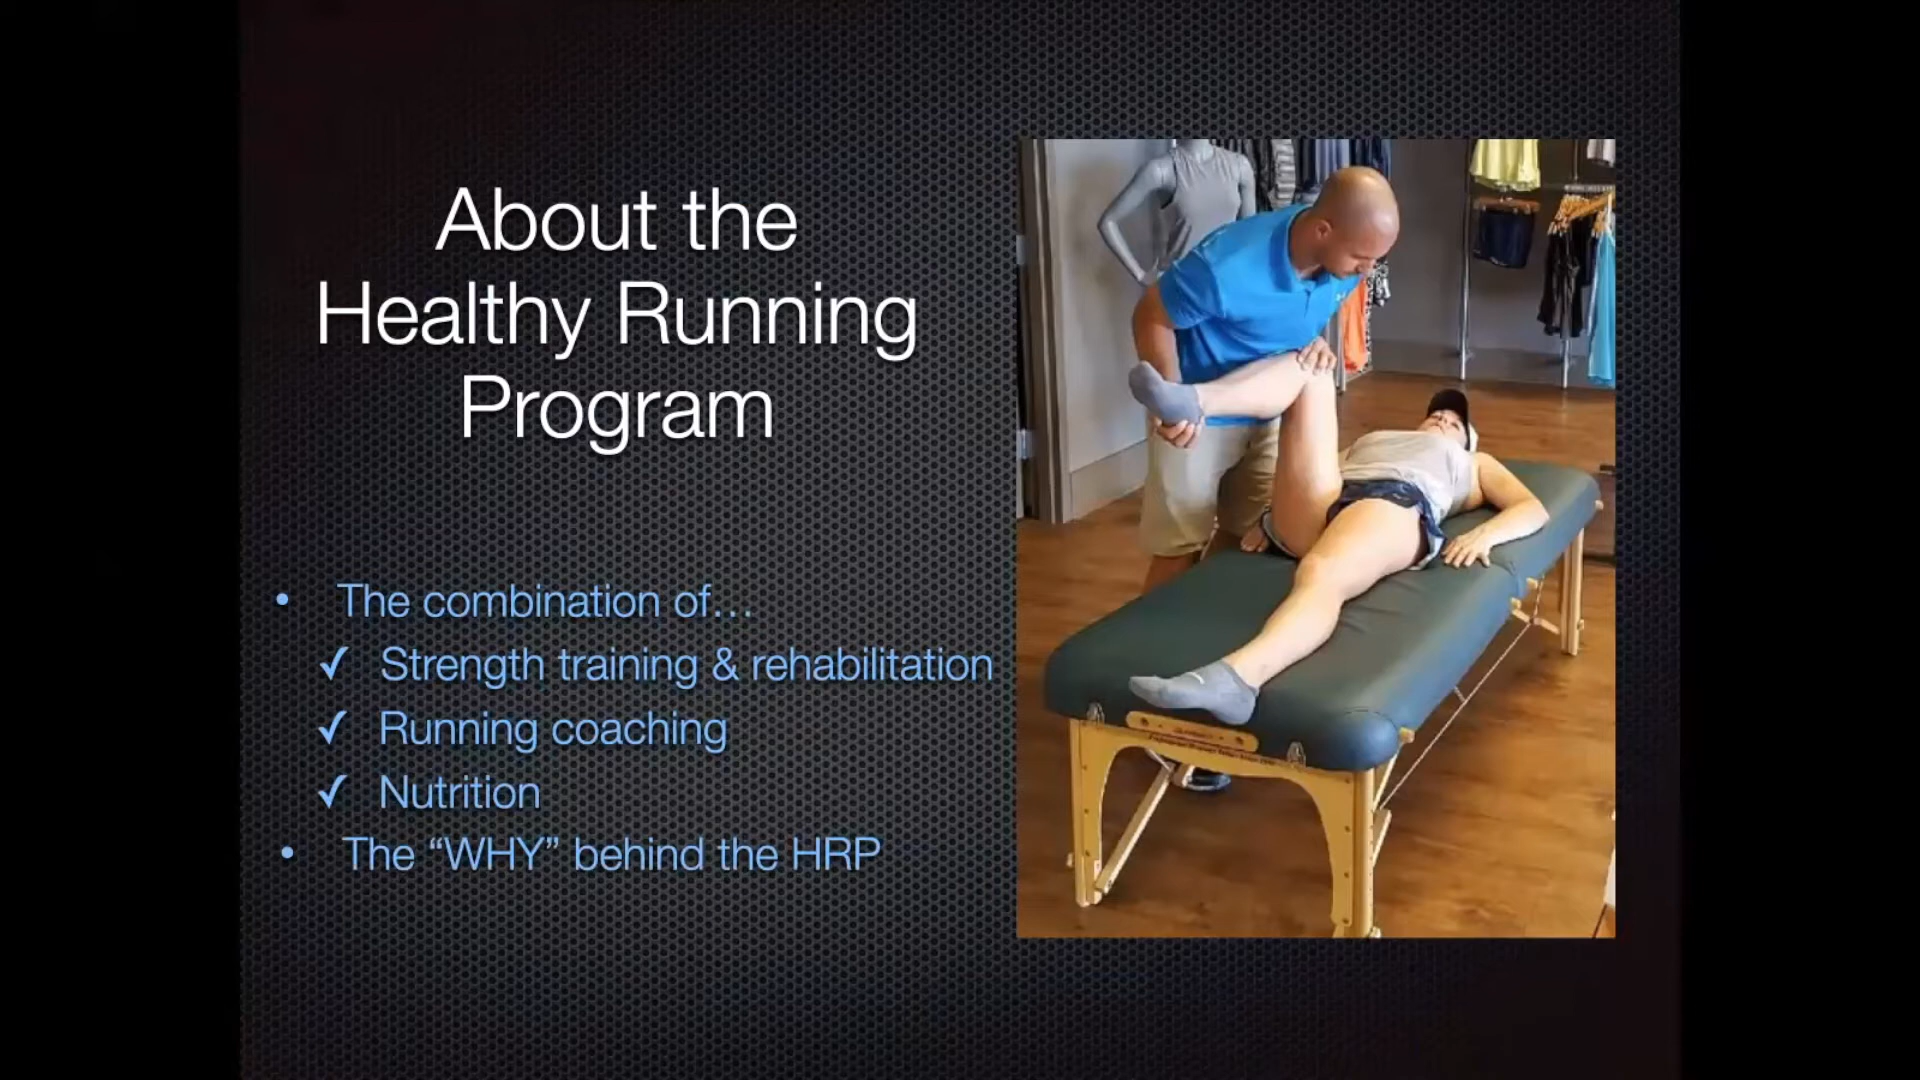 About the
Healthy Running
Program
• The combination of…
✓ Strength training & rehabilitation
✓ Running coaching
✓ Nutrition
• The “WHY” behind the HRP